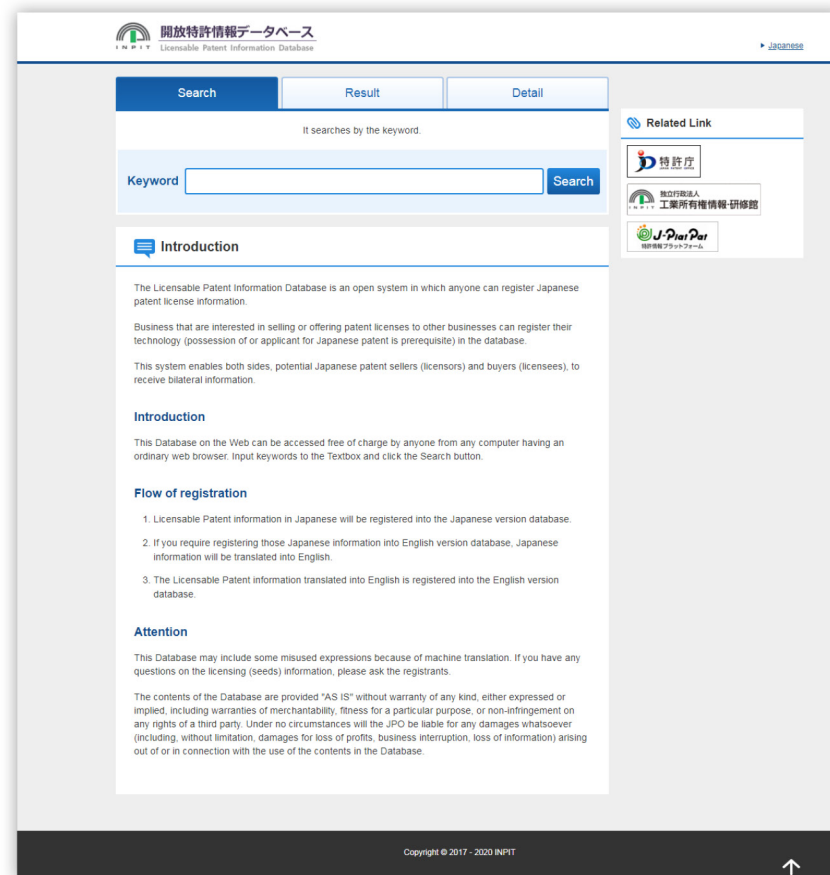 開放特許情報データベース
INPIT Licensable Patent Information Database
Japanese
Search Result Detail
It searches by the keyword.
Keyword Search
Introduction
The Licensable Patent Information Database is an open system in which anyone can register Japanese
patent license information.
Business that are interested in selling or offering patent licenses to other businesses can register their
technology (possession of or applicant for Japanese patent is prerequisite) in the database.
This system enables both sides, potential Japanese patent sellers (licensors) and buyers (licensees), to
receive bilateral information.
Introduction
This Database on the Web can be accessed free of charge by anyone from any computer having an
ordinary web browser. Input keywords to the Textbox and click the Search button.
Flow of registration
1. Licensable Patent information in Japanese will be registered into the Japanese version database.
2. If you require registering those Japanese information into English version database, Japanese
information will be translated into English.
3. The Licensable Patent information translated into English is registered into the English version
database.
Attention
This Database may include some misused expressions because of machine translation. If you have any
questions on the licensing (seeds) information, please ask the registrants.
The contents of the Database are provided "AS IS" without warranty of any kind, either expressed or
implied, including warranties of merchantability, fitness for a particular purpose, or non-infringement on
any rights of a third party. Under no circumstances will the JPO be liable for any damages whatsoever
(including, without limitation, damages for loss of profits, business interruption, loss of information) arising
out of or in connection with the use of the contents in the Database.
Related Link
特許庁
独立行政法人
INPIT 工業所有権情報・研修館
J-PlatPat
特許情報プラットフォーム
Copyright © 2017 - 2020 INPIT